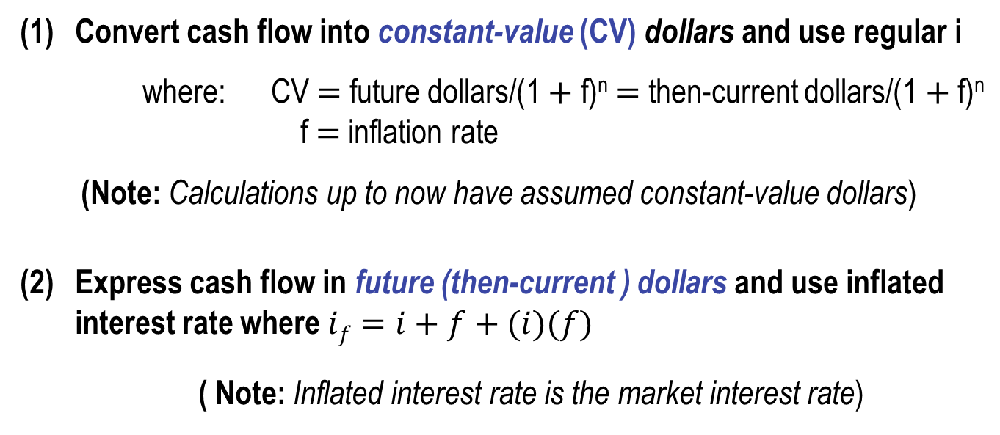 (1) Convert cash flow into constant-value (CV) dollars and use regular i
where: CV = future dollars/(1 + f)ⁿ = then-current dollars/(1 + f)ⁿ
f = inflation rate
(Note: Calculations up to now have assumed constant-value dollars)
(2) Express cash flow in future (then-current ) dollars and use inflated
interest rate where 𝑖𝑓 = 𝑖 + 𝑓 + (𝑖)(𝑓)
( Note: Inflated interest rate is the market interest rate)